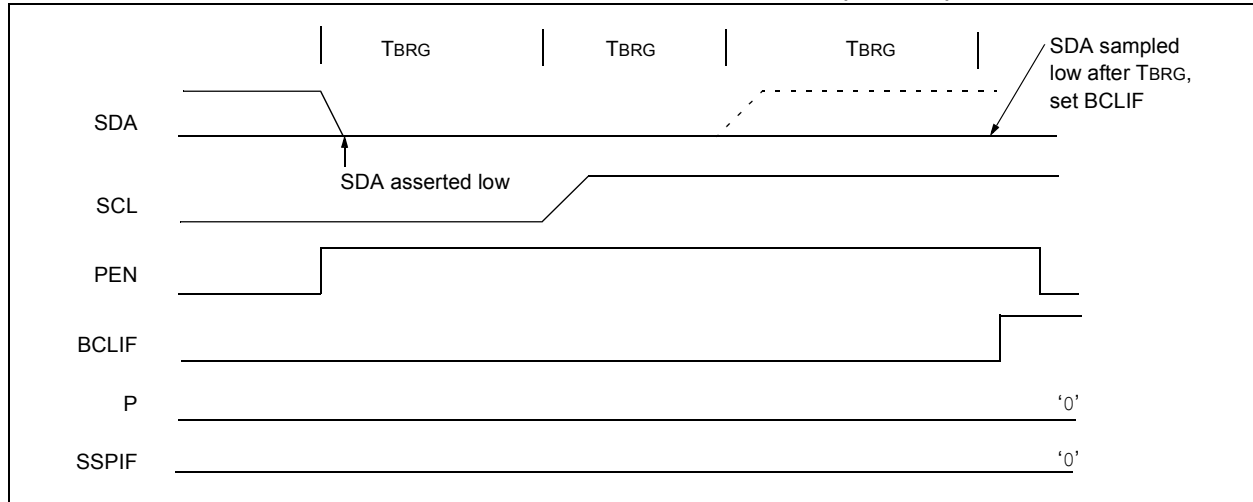 TBRG TBRG TBRG
SDA sampled
low after TBRG,
set BCLIF
SDA
SDA asserted low
SCL
PEN
BCLIF
P
‘0’
SSPIF
‘0’